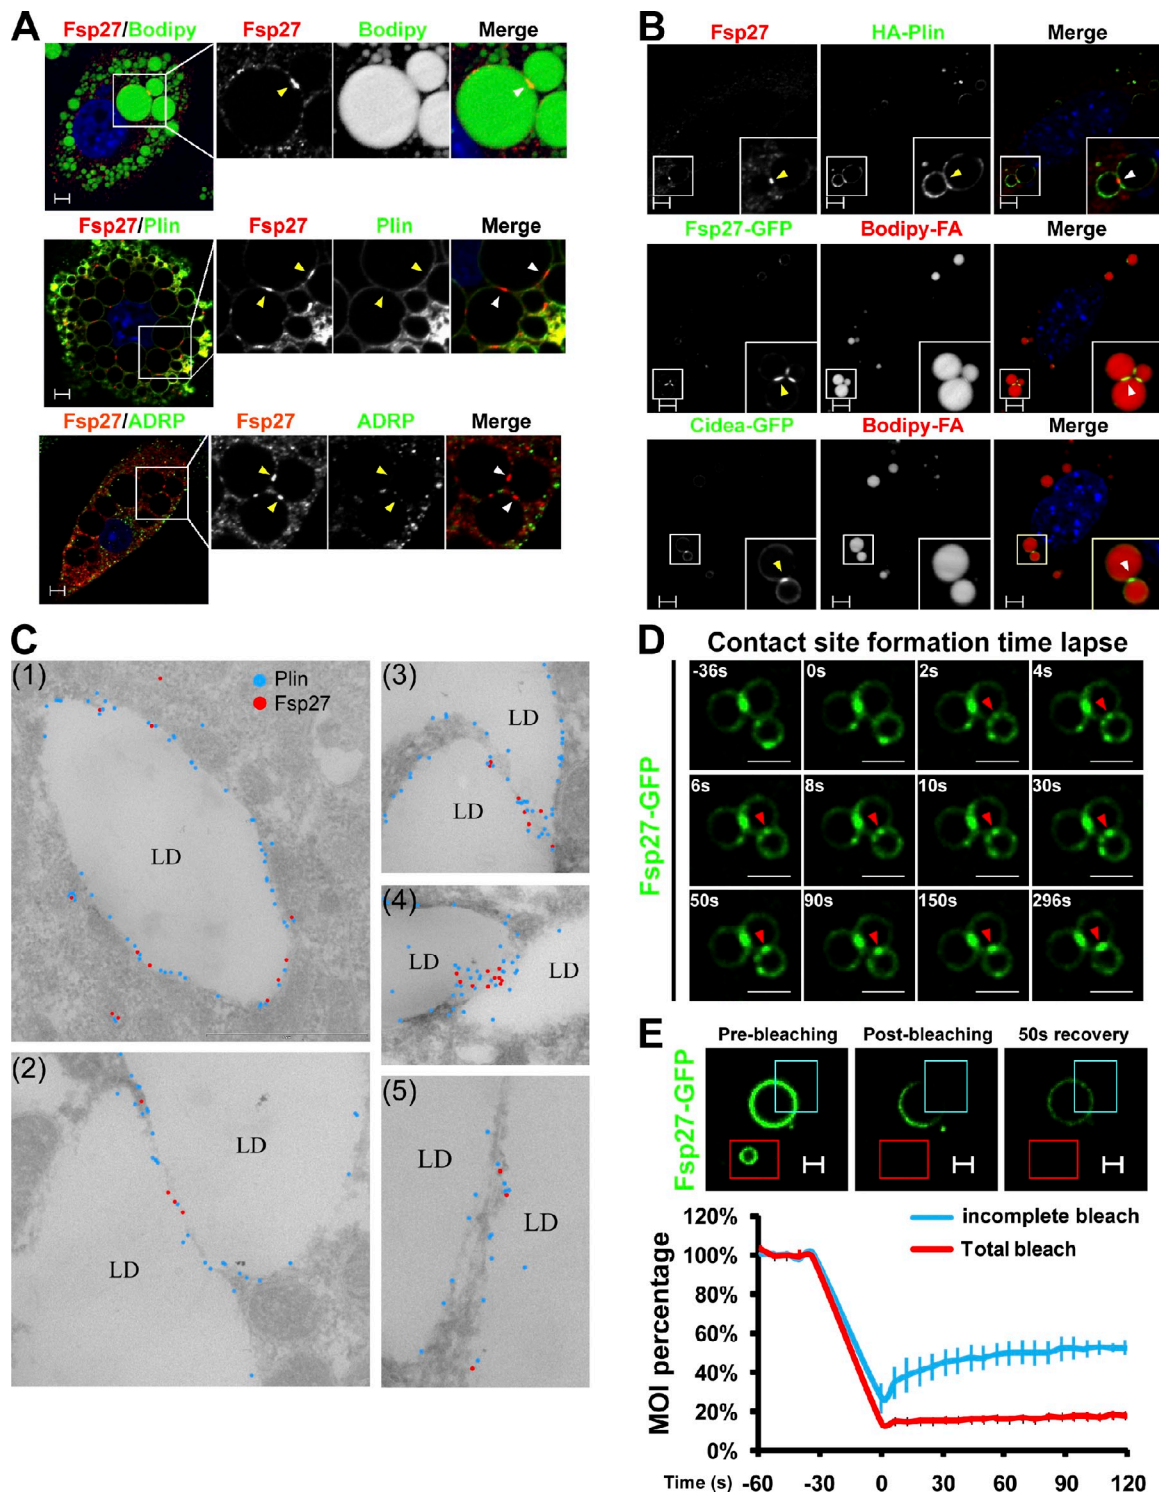 A
Fsp27/Bodipy Fsp27 Bodipy Merge
Fsp27/Plin Fsp27 Plin Merge
Fsp27/ADRP Fsp27 ADRP Merge
B
Fsp27 HA-Plin Merge
Fsp27-GFP Bodipy-FA Merge
Cidea-GFP Bodipy-FA Merge
C
(1)
Plin
Fsp27
LD
(2)
LD
LD
(3)
LD
LD
(4)
LD
LD
(5)
LD
LD
D
Contact site formation time lapse
Fsp27-GFP
-36s 0s 2s 4s
6s 8s 10s 30s
50s 90s 150s 296s
E
Pre-bleaching Post-bleaching 50s recovery
Fsp27-GFP
incomplete bleach
Total bleach
MOI percentage
120%
100%
80%
60%
40%
20%
0%
Time (s) -60 -30 0 30 60 90 120